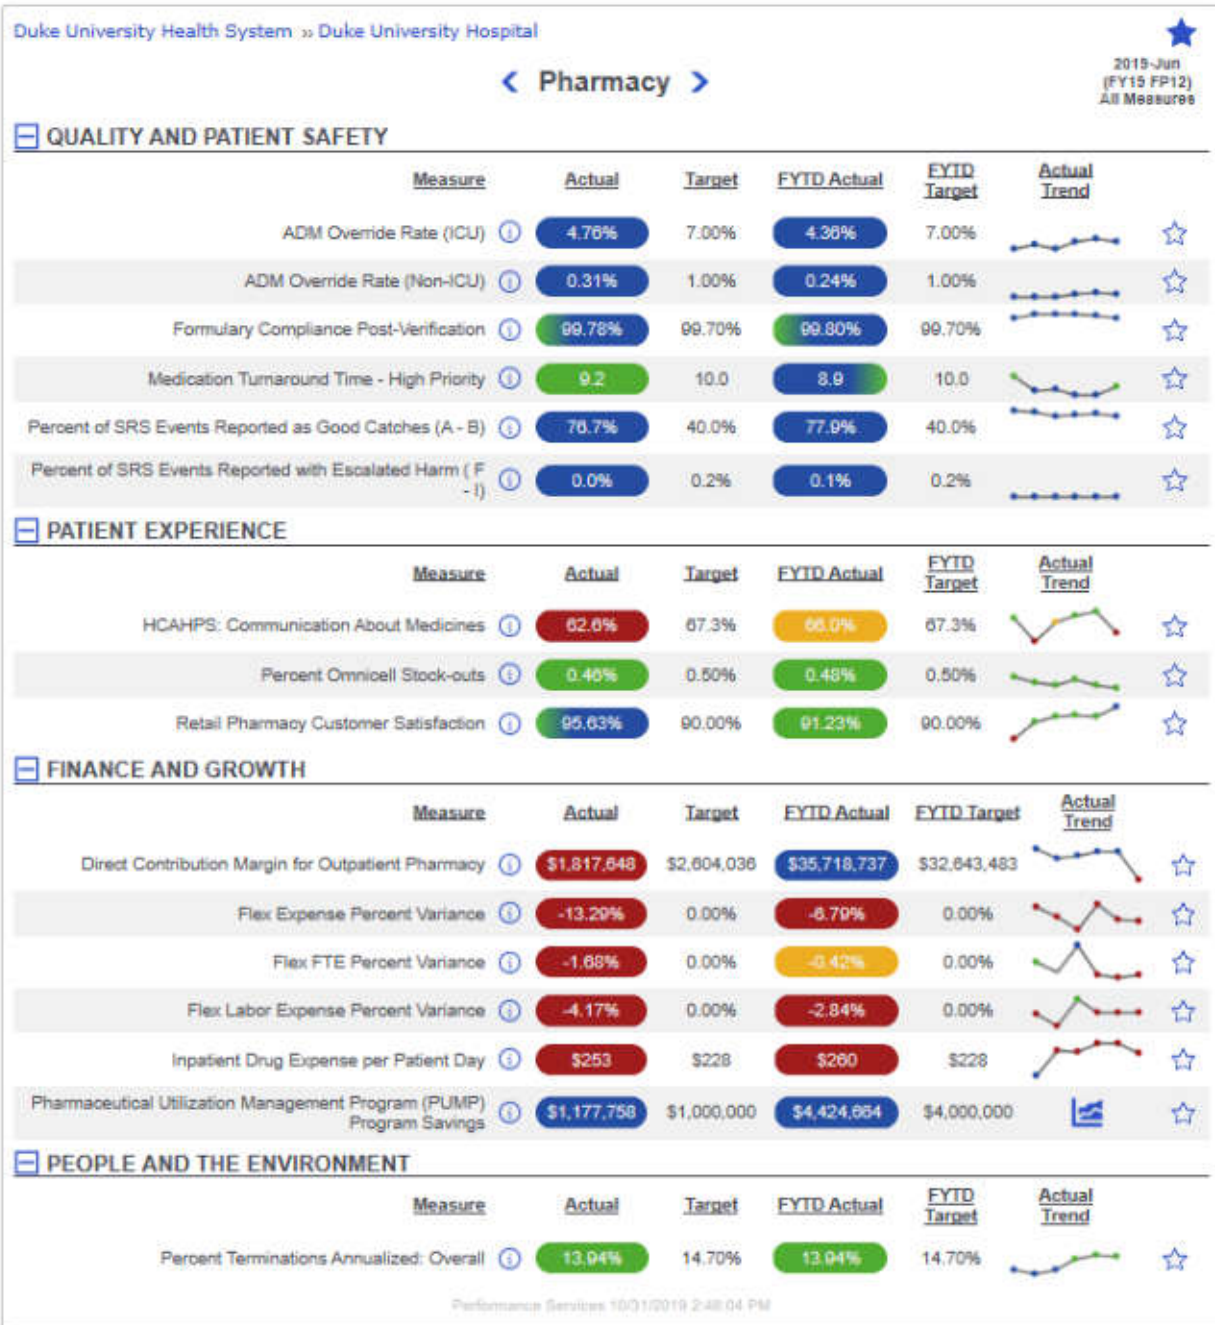 Duke University Health System » Duke University Hospital
< Pharmacy >
2019-Jun
(FY19 FP12)
All Measures
QUALITY AND PATIENT SAFETY
Measure Actual Target FYTD Actual FYTD Target Actual Trend
ADM Override Rate (ICU) 4.76% 7.00% 4.36% 7.00%
ADM Override Rate (Non-ICU) 0.31% 1.00% 0.24% 1.00%
Formulary Compliance Post-Verification 99.78% 99.70% 99.80% 99.70%
Medication Turnaround Time - High Priority 9.2 10.0 8.9 10.0
Percent of SRS Events Reported as Good Catches (A - B) 76.7% 40.0% 77.9% 40.0%
Percent of SRS Events Reported with Escalated Harm ( F
- I) 0.0% 0.2% 0.1% 0.2%
PATIENT EXPERIENCE
Measure Actual Target FYTD Actual FYTD Target Actual Trend
HCAHPS: Communication About Medicines 62.6% 67.3% 66.0% 67.3%
Percent Omnicell Stock-outs 0.46% 0.50% 0.48% 0.50%
Retail Pharmacy Customer Satisfaction 95.63% 90.00% 91.23% 90.00%
FINANCE AND GROWTH
Measure Actual Target FYTD Actual FYTD Target Actual Trend
Direct Contribution Margin for Outpatient Pharmacy $1,817,648 $2,604,036 $35,718,737 $32,643,483
Flex Expense Percent Variance -13.29% 0.00% -6.79% 0.00%
Flex FTE Percent Variance -1.68% 0.00% -0.42% 0.00%
Flex Labor Expense Percent Variance -4.17% 0.00% -2.84% 0.00%
Inpatient Drug Expense per Patient Day $253 $228 $260 $228
Pharmaceutical Utilization Management Program (PUMP)
Program Savings $1,177,758 $1,000,000 $4,424,664 $4,000,000
PEOPLE AND THE ENVIRONMENT
Measure Actual Target FYTD Actual FYTD Target Actual Trend
Percent Terminations Annualized: Overall 13.94% 14.70% 13.94% 14.70%
Performance Services 10/31/2019 2:48:04 PM